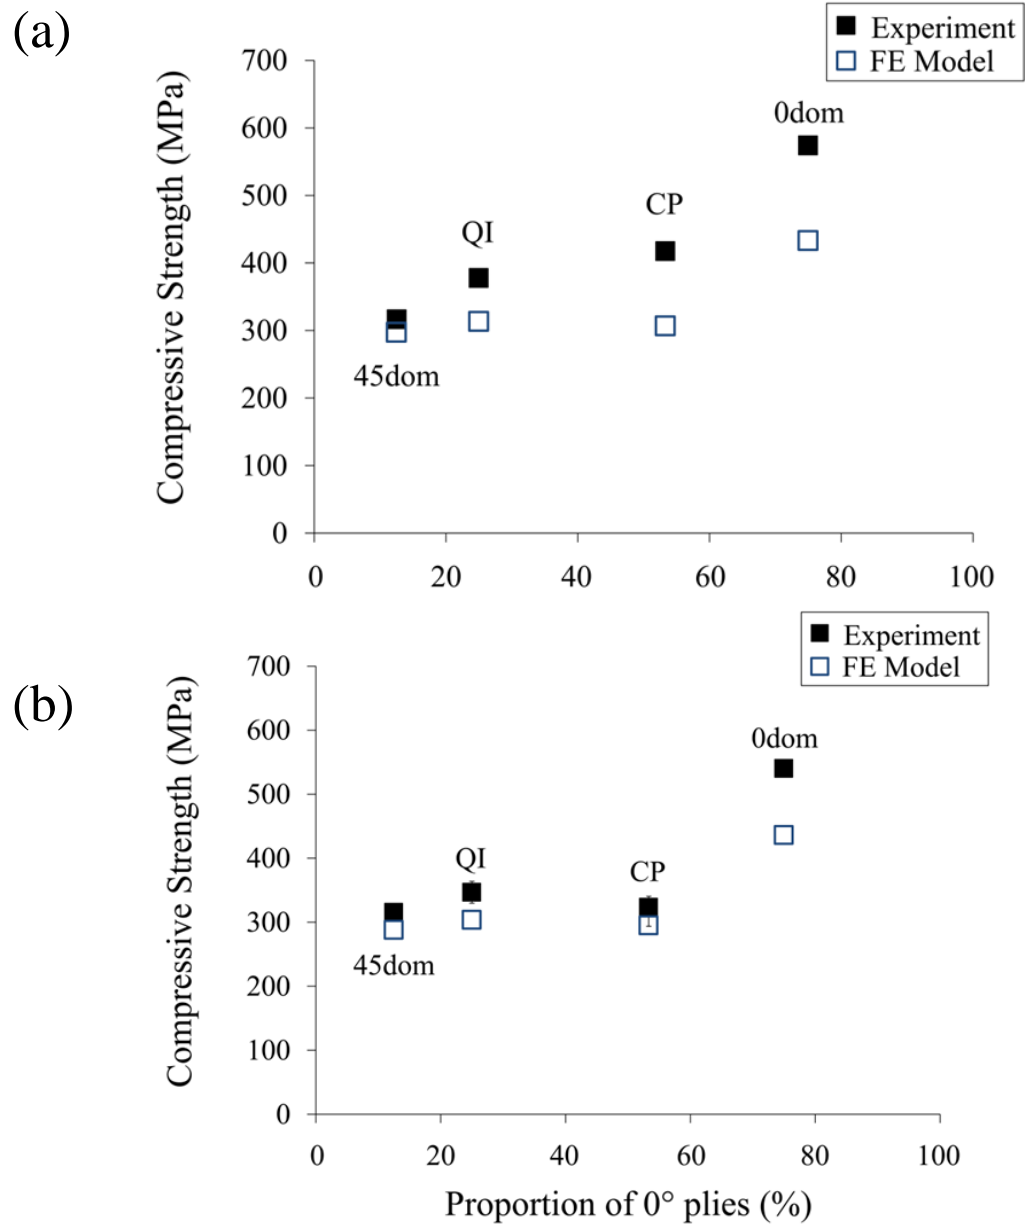 (a)
Experiment
FE Model
Compressive Strength (MPa)
700
600
500
400
300
200
100
0
0dom
CP
QI
45dom
0 20 40 60 80 100
(b)
Experiment
FE Model
Compressive Strength (MPa)
700
600
500
400
300
200
100
0
0dom
QI
CP
45dom
0 20 40 60 80 100
Proportion of 0° plies (%)